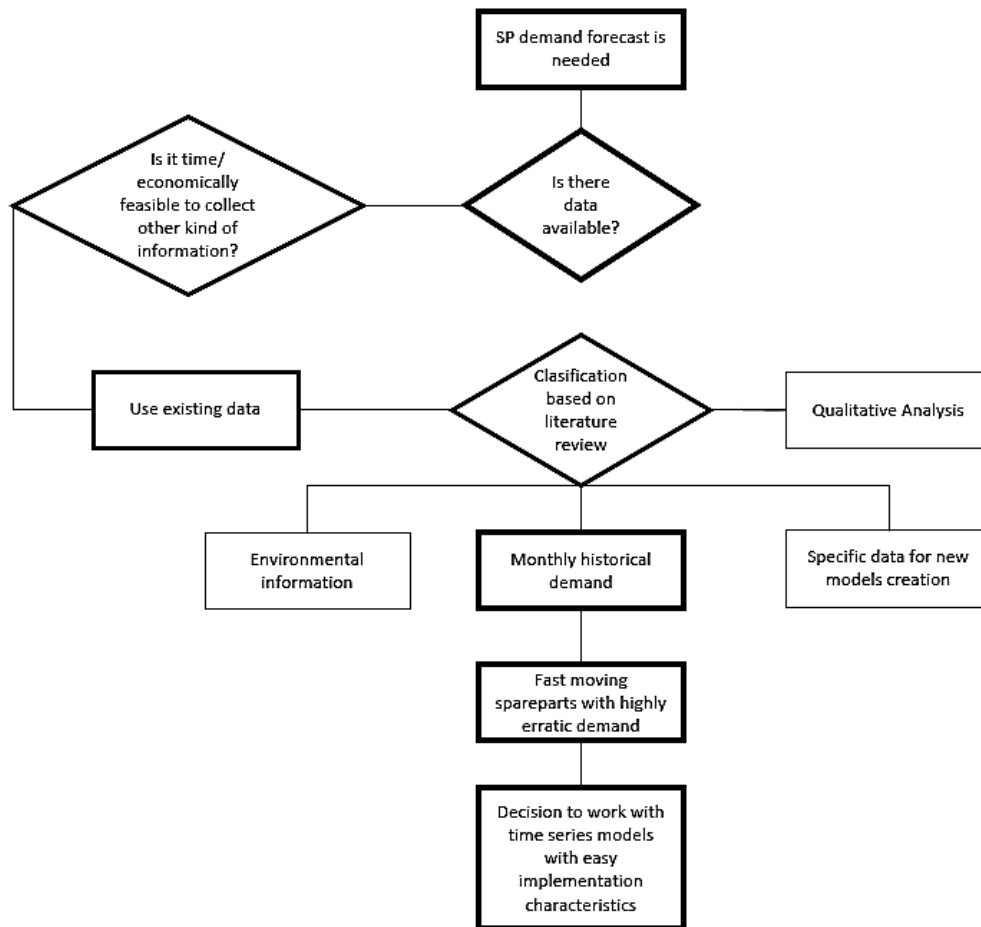 SP demand forecast is
needed
Is it time/
economically
feasible to collect
other kind of
information?
Is there
data
available?
Use existing data
Clasification
based on
literature
review
Qualitative Analysis
Environmental
information
Monthly historical
demand
Specific data for new
models creation
Fast moving
spareparts with highly
erratic demand
Decision to work with
time series models
with easy
implementation
characteristics